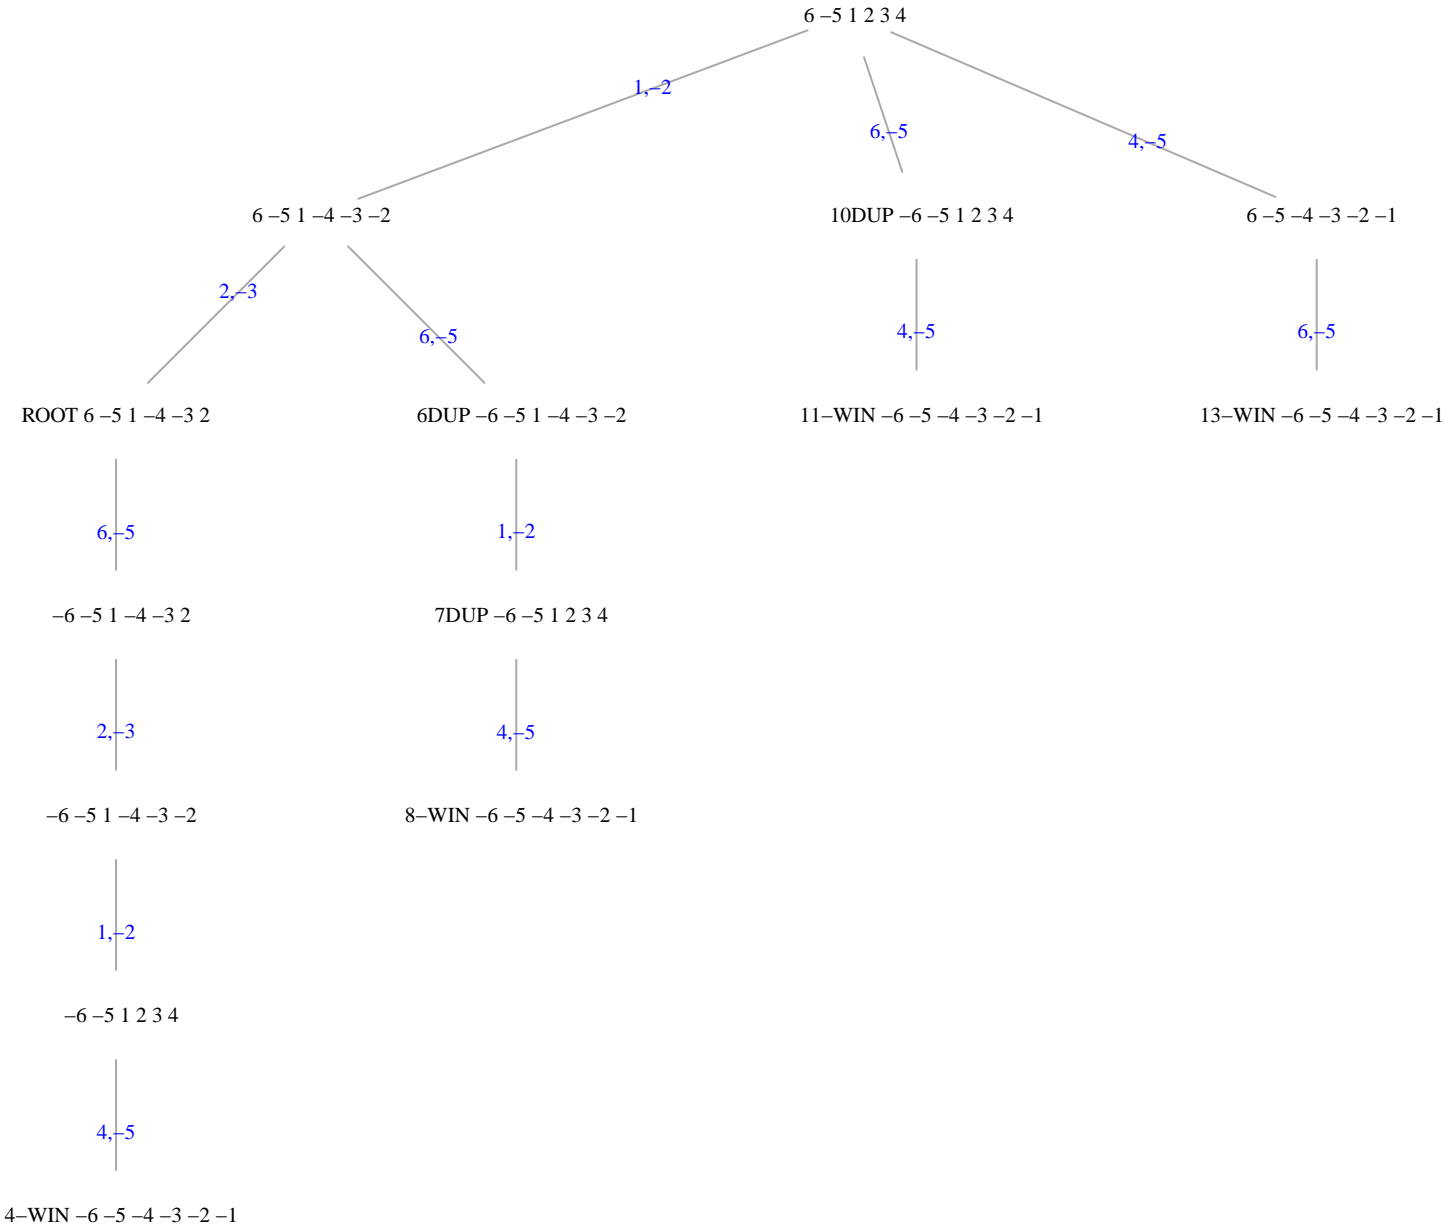 6 –5 1 2 3 4
1,–2
6,–5
4,–5
6 –5 1 –4 –3 –2
10DUP –6 –5 1 2 3 4
6 –5 –4 –3 –2 –1
2,–3
6,–5
4,–5
6,–5
ROOT 6 –5 1 –4 –3 2
6DUP –6 –5 1 –4 –3 –2
11–WIN –6 –5 –4 –3 –2 –1
13–WIN –6 –5 –4 –3 –2 –1
6,–5
1,–2
–6 –5 1 –4 –3 2
7DUP –6 –5 1 2 3 4
2,–3
4,–5
–6 –5 1 –4 –3 –2
8–WIN –6 –5 –4 –3 –2 –1
1,–2
–6 –5 1 2 3 4
4,–5
4–WIN –6 –5 –4 –3 –2 –1